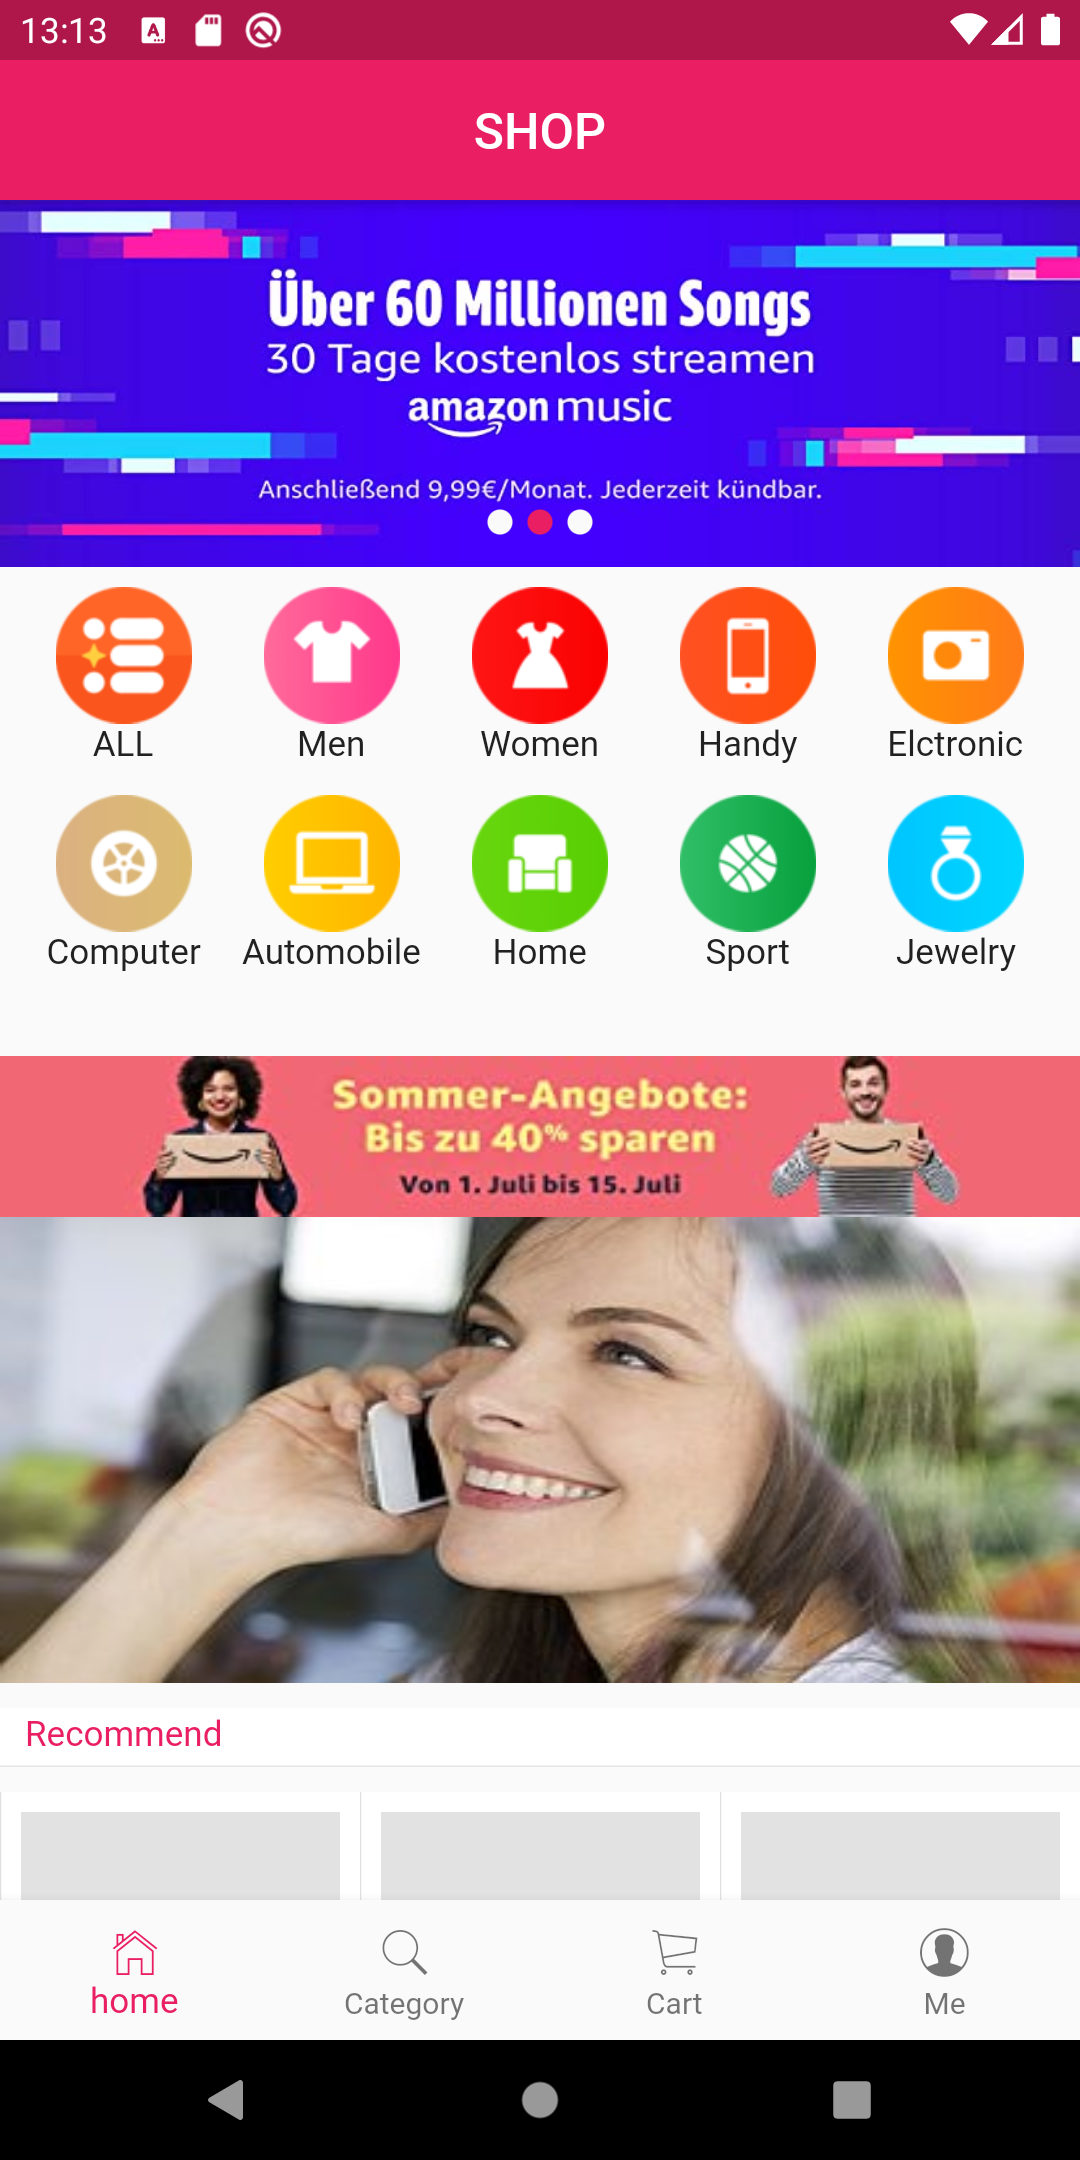 13:13
SHOP
Über 60 Millionen Songs
30 Tage kostenlos streamen
amazon music
Anschließend 9,99€/Monat. Jederzeit kündbar.
ALL
Men
Women
Handy
Elctronic
Computer
Automobile
Home
Sport
Jewelry
Sommer-Angebote:
Bis zu 40% sparen
Von 1. Juli bis 15. Juli
Recommend
home
Category
Cart
Me